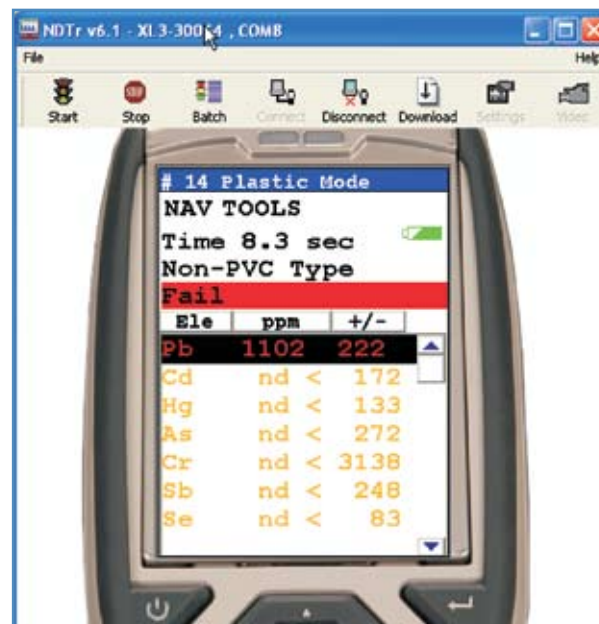 NDTr v6.1 - XL3-30064 , COM8
File Help
Start Stop Batch Connect Disconnect Download Settings Video
# 14 Plastic Mode
NAV TOOLS
Time 8.3 sec
Non-PVC Type
Fail
Ele ppm +/-
Pb 1102 222
Cd nd < 172
Hg nd < 133
As nd < 272
Cr nd < 3138
Sb nd < 248
Se nd < 83